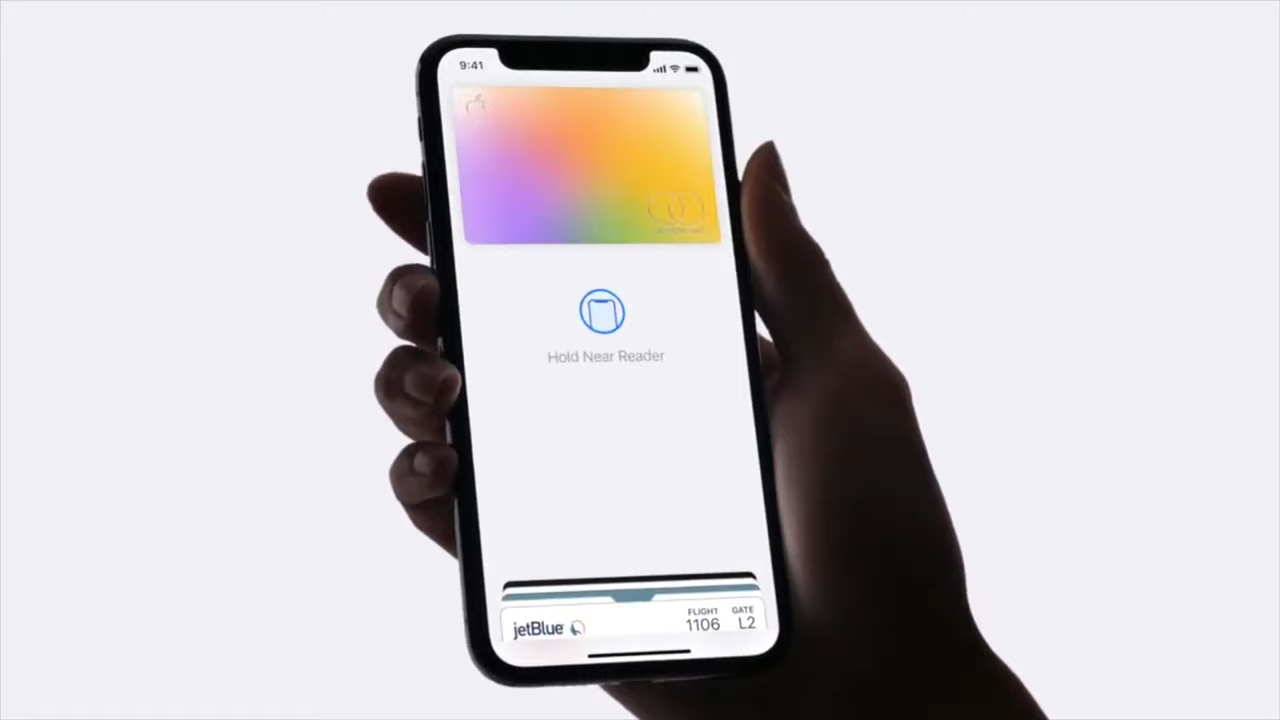 9:41
Hold Near Reader
jetBlue
FLIGHT GATE
1106 L2